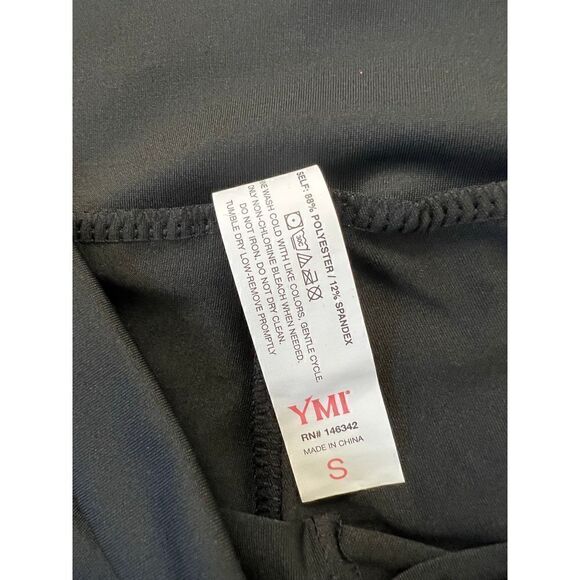 SELF: 88% POLYESTER / 12% SPANDEX
30C
WASH COLD WITH LIKE COLORS, GENTLE CYCLE.
ONLY NON-CHLORINE BLEACH WHEN NEEDED.
DO NOT IRON. DO NOT DRY CLEAN.
TUMBLE DRY LOW-REMOVE PROMPTLY
YMI
RN# 146342
MADE IN CHINA
S